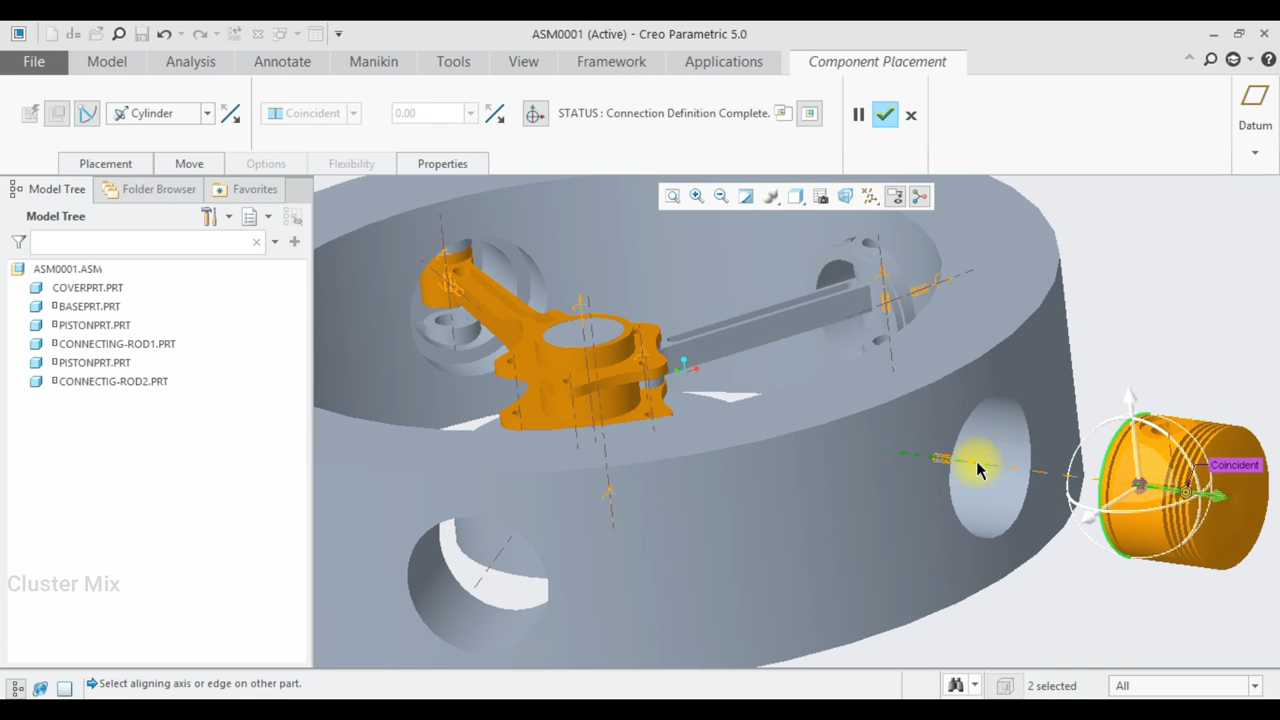 ASM0001 (Active) - Creo Parametric 5.0
File Model Analysis Annotate Manikin Tools View Framework Applications Component Placement
Cylinder Coincident 0.00 STATUS : Connection Definition Complete.
Datum
Placement Move Options Flexibility Properties
Model Tree Folder Browser Favorites
Model Tree
ASM0001.ASM
COVERPRT.PRT
BASEPRT.PRT
PISTONPRT.PRT
CONNECTING-ROD1.PRT
PISTONPRT.PRT
CONNECTIG-ROD2.PRT
Coincident
Cluster Mix
Select aligning axis or edge on other part.
2 selected All